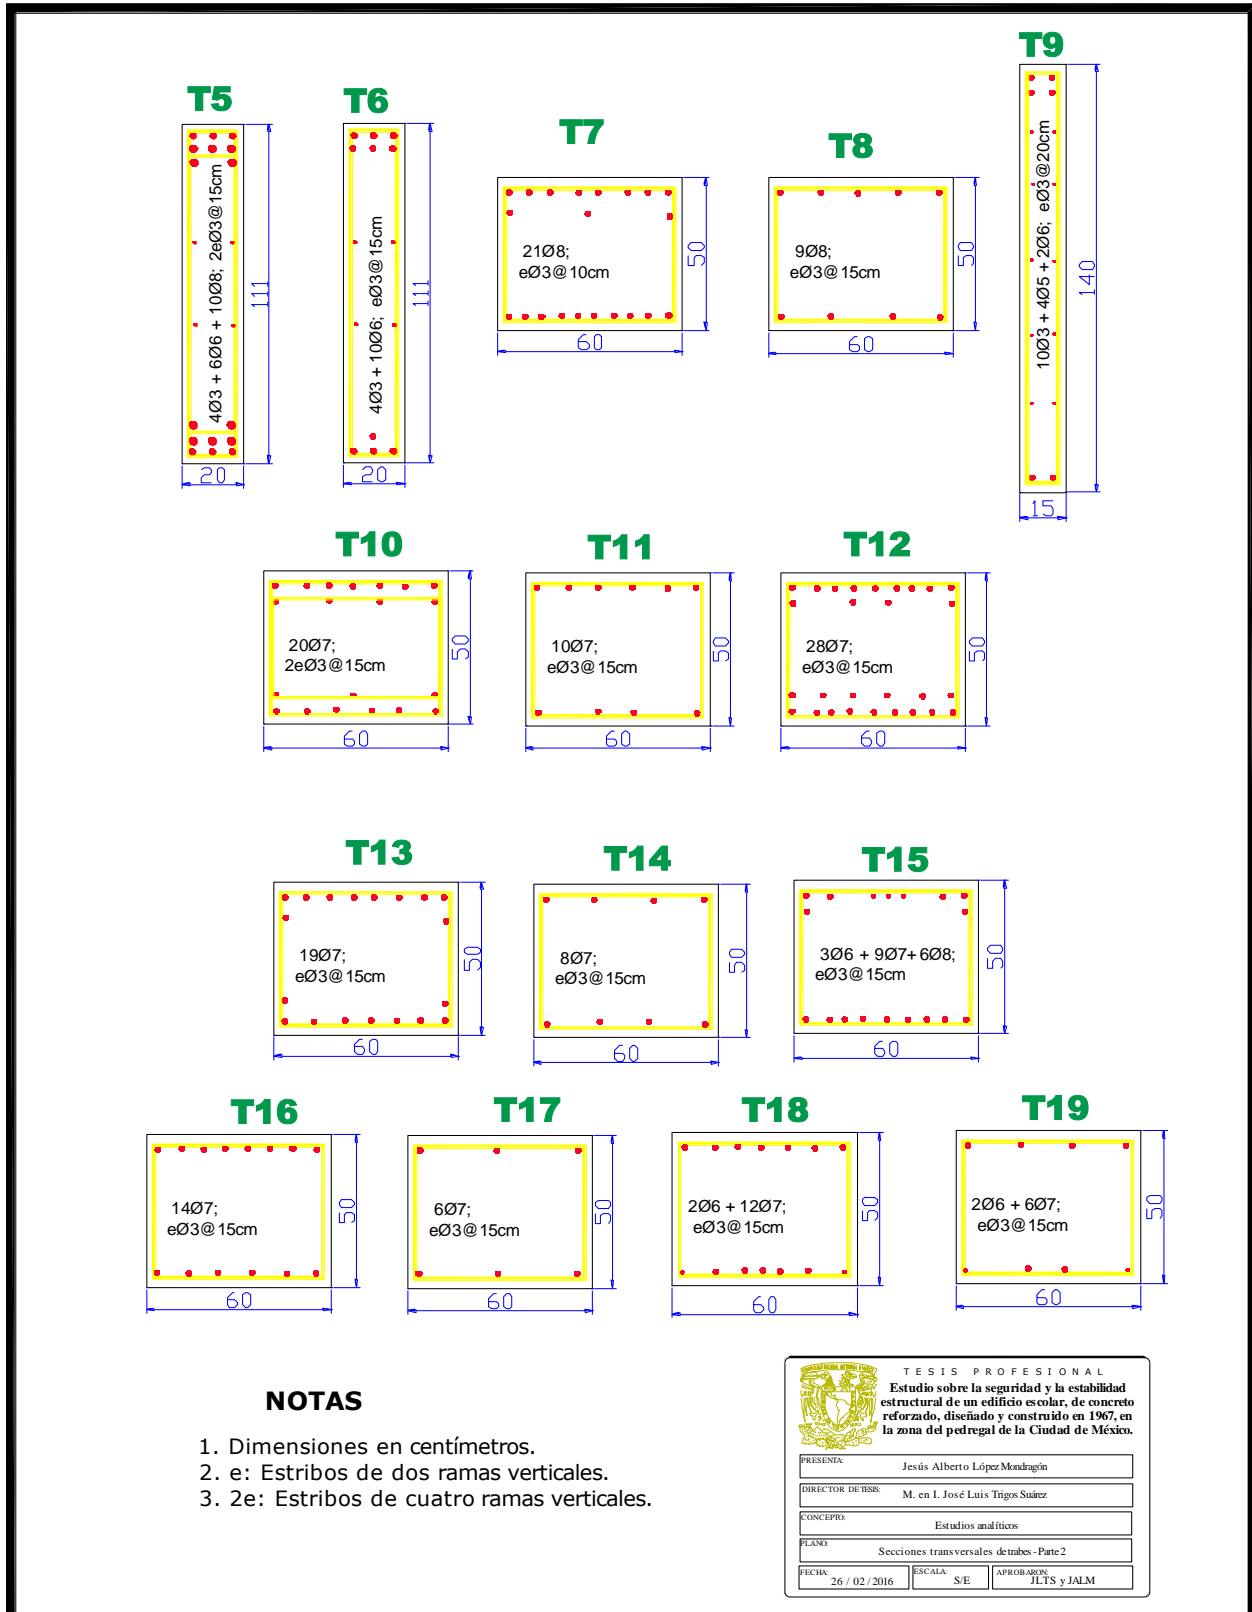 T5
4Ø3 + 6Ø6 + 10Ø8; 2eØ3@15cm
111
20
T6
4Ø3 + 10Ø6; eØ3@15cm
111
20
T7
21Ø8;
eØ3@10cm
50
60
T8
9Ø8;
eØ3@15cm
50
60
T9
10Ø3 + 4Ø5 + 2Ø6; eØ3@20cm
140
15
T10
20Ø7;
2eØ3@15cm
50
60
T11
10Ø7;
eØ3@15cm
50
60
T12
28Ø7;
eØ3@15cm
50
60
T13
19Ø7;
eØ3@15cm
50
60
T14
8Ø7;
eØ3@15cm
50
60
T15
3Ø6 + 9Ø7+6Ø8;
eØ3@15cm
50
60
T16
14Ø7;
eØ3@15cm
50
60
T17
6Ø7;
eØ3@15cm
50
60
T18
2Ø6 + 12Ø7;
eØ3@15cm
50
60
T19
2Ø6 + 6Ø7;
eØ3@15cm
50
60
NOTAS
1. Dimensiones en centímetros.
2. e: Estribos de dos ramas verticales.
3. 2e: Estribos de cuatro ramas verticales.
TESIS PROFESIONAL
Estudio sobre la seguridad y la estabilidad
estructural de un edificio escolar, de concreto
reforzado, diseñado y construido en 1967, en
la zona del pedregal de la Ciudad de México.
PRESENTA: Jesús Alberto López Mondragón
DIRECTOR DE TESIS: M. en I. José Luis Trigos Suárez
CONCEPTO: Estudios analíticos
PLANO: Secciones transversales de trabes - Parte 2
FECHA: 26 / 02 / 2016
ESCALA: S/E
APROBARON: JLTS y JALM